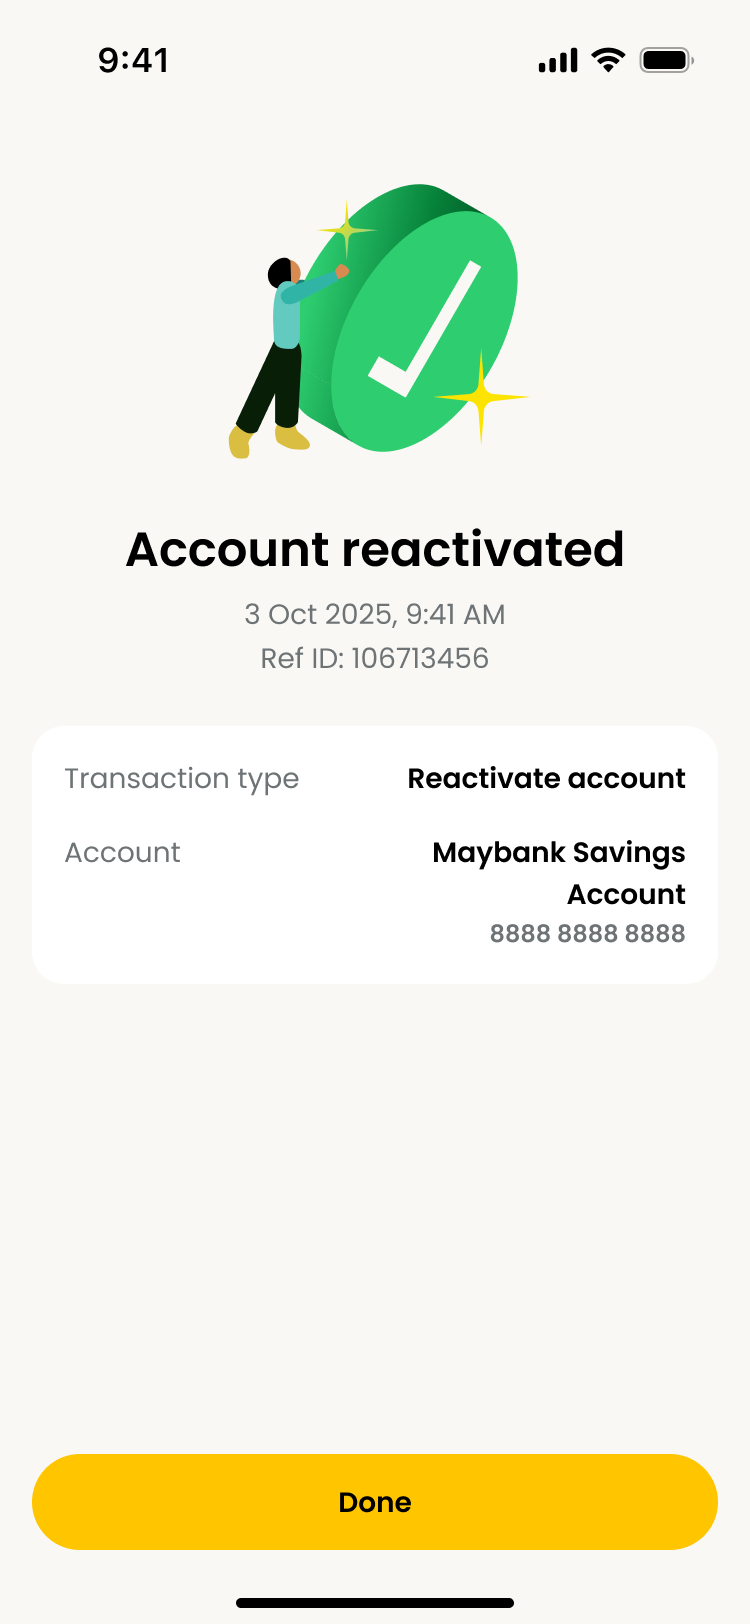 9:41
Account reactivated
3 Oct 2025, 9:41 AM
Ref ID: 106713456
Transaction type
Reactivate account
Account
Maybank Savings
Account
8888 8888 8888
Done